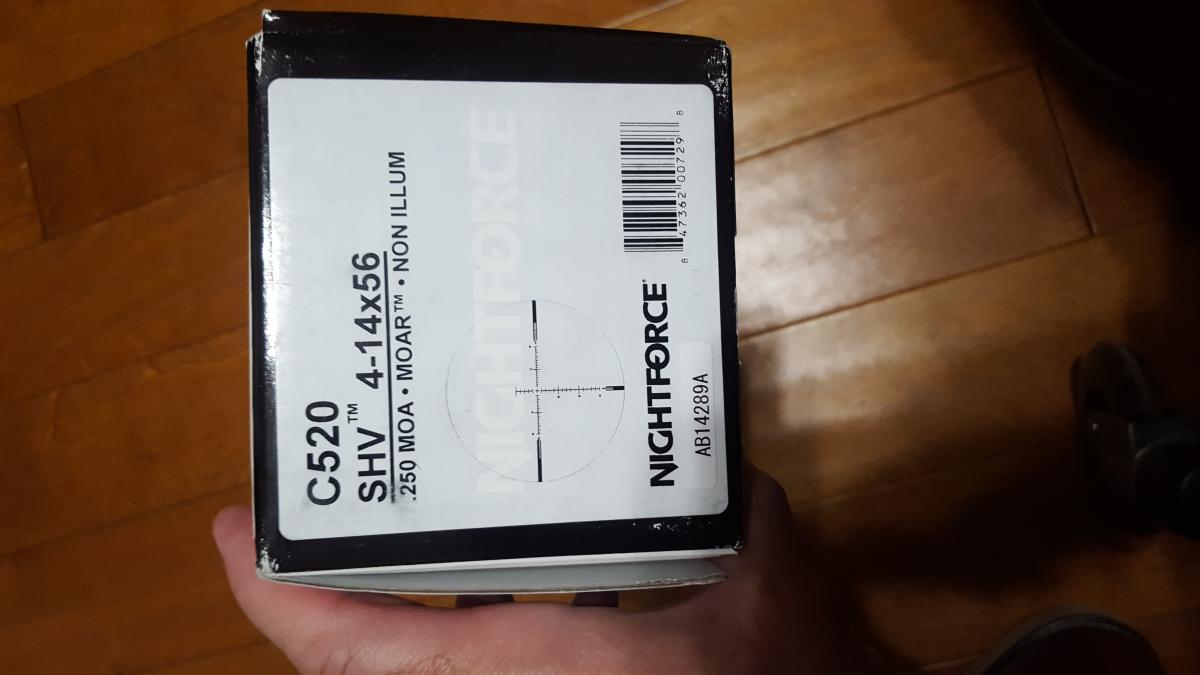 C520
SHV™ 4-14x56
.250 MOA • MOAR™ • NON ILLUM
NIGHTFORCE
8 47362 00729 8
NIGHTFORCE
AB14289A